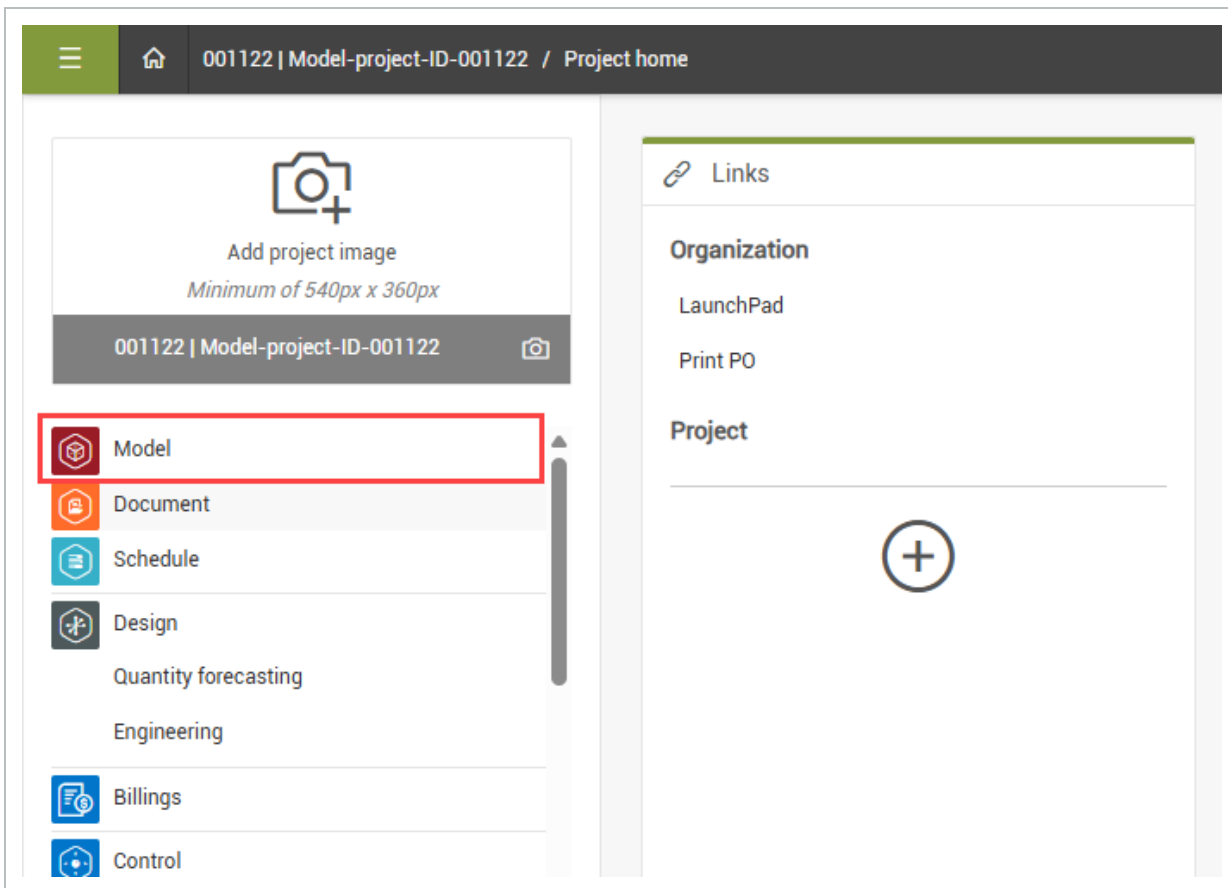 001122 | Model-project-ID-001122 / Project home
Add project image
Minimum of 540px x 360px
001122 | Model-project-ID-001122
Model
Document
Schedule
Design
Quantity forecasting
Engineering
Billings
Control
Links
Organization
LaunchPad
Print PO
Project